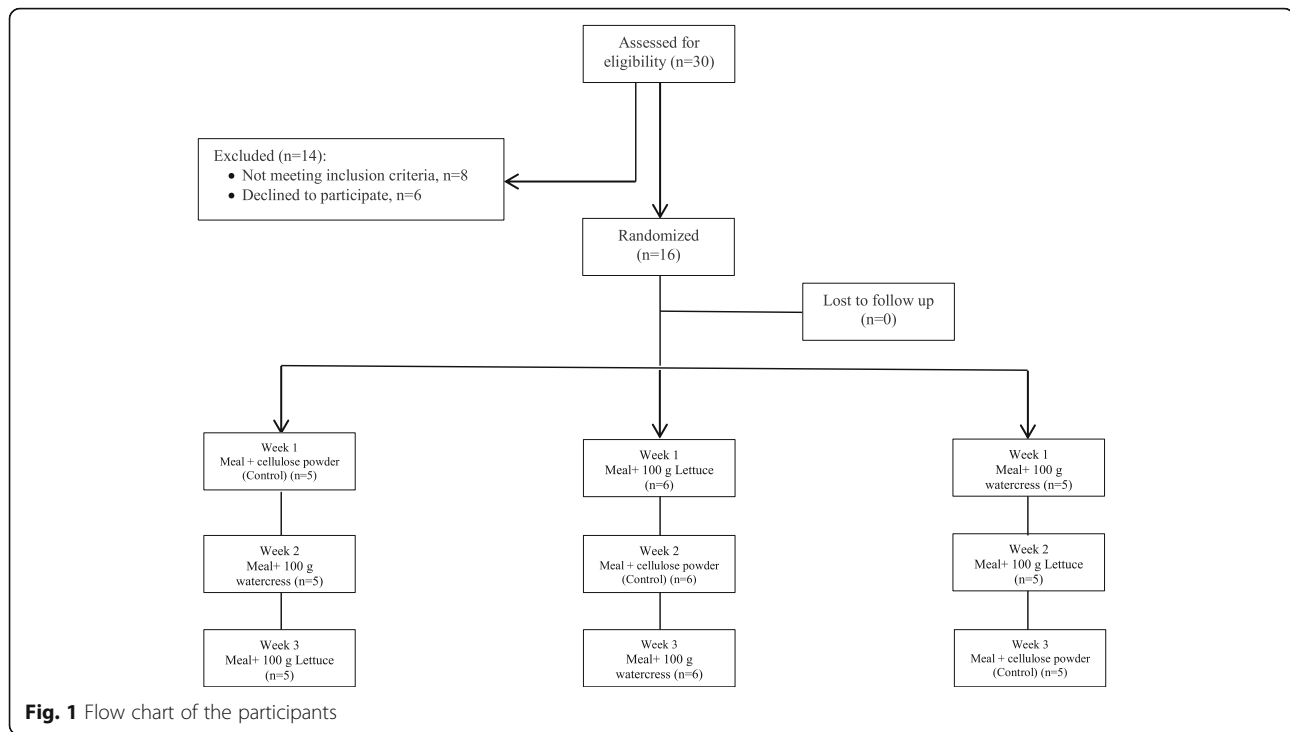 Assessed for
eligibility (n=30)
Excluded (n=14):
• Not meeting inclusion criteria, n=8
• Declined to participate, n=6
Randomized
(n=16)
Lost to follow up
(n=0)
Week 1
Meal + cellulose powder
(Control) (n=5)
Week 1
Meal+ 100 g Lettuce
(n=6)
Week 1
Meal+ 100 g
watercress (n=5)
Week 2
Meal+ 100 g
watercress (n=5)
Week 2
Meal + cellulose powder
(Control) (n=6)
Week 2
Meal+ 100 g Lettuce
(n=5)
Week 3
Meal+ 100 g Lettuce
(n=5)
Week 3
Meal+ 100 g
watercress (n=6)
Week 3
Meal + cellulose powder
(Control) (n=5)
Fig. 1 Flow chart of the participants